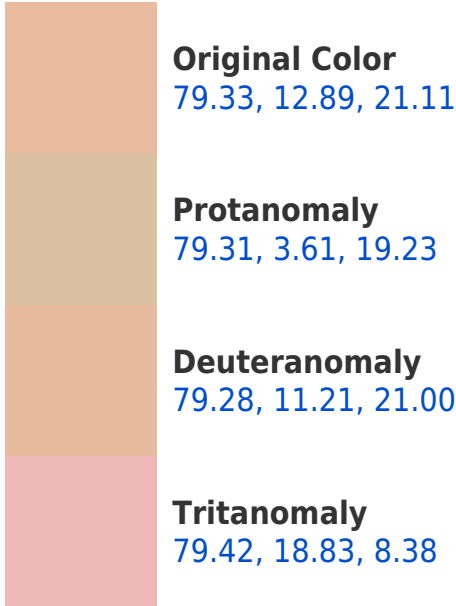 Original Color
79.33, 12.89, 21.11
Protanomaly
79.31, 3.61, 19.23
Deuteranomaly
79.28, 11.21, 21.00
Tritanomaly
79.42, 18.83, 8.38